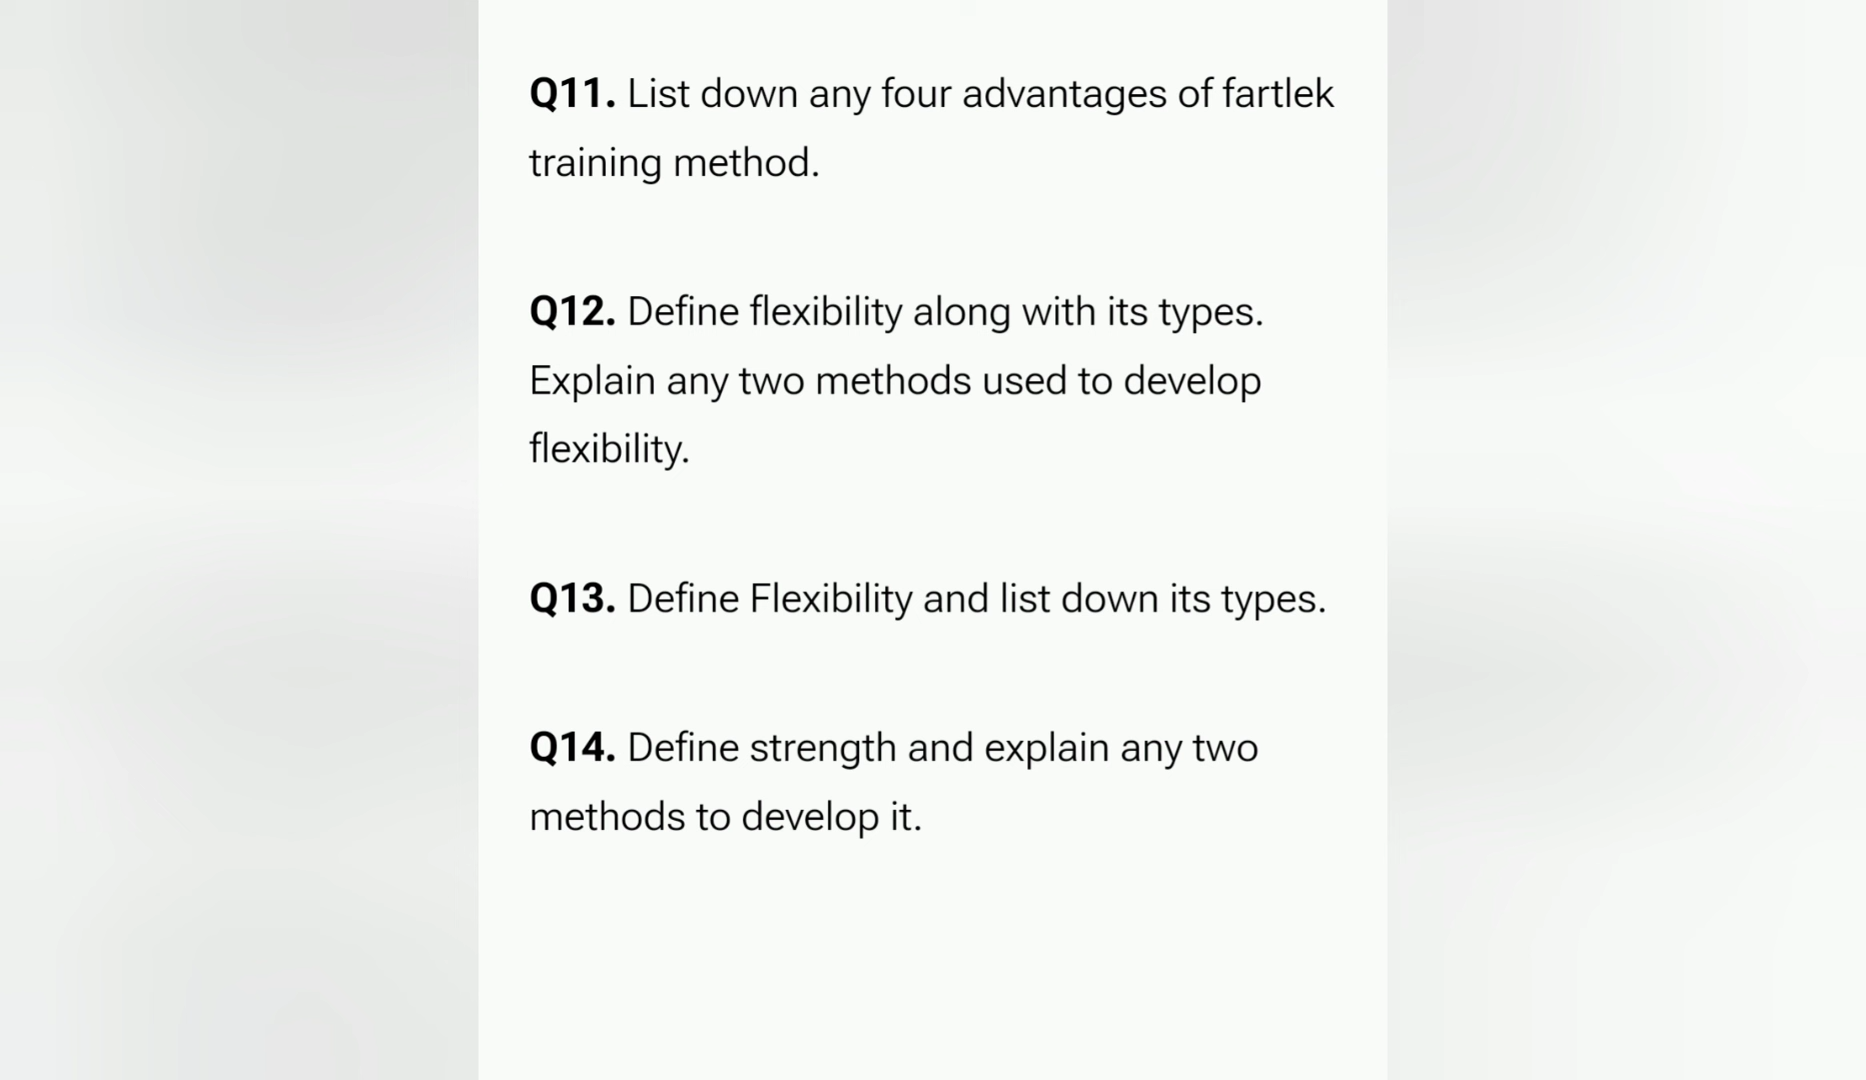 Q11. List down any four advantages of fartlek
training method.
Q12. Define flexibility along with its types.
Explain any two methods used to develop
flexibility.
Q13. Define Flexibility and list down its types.
Q14. Define strength and explain any two
methods to develop it.